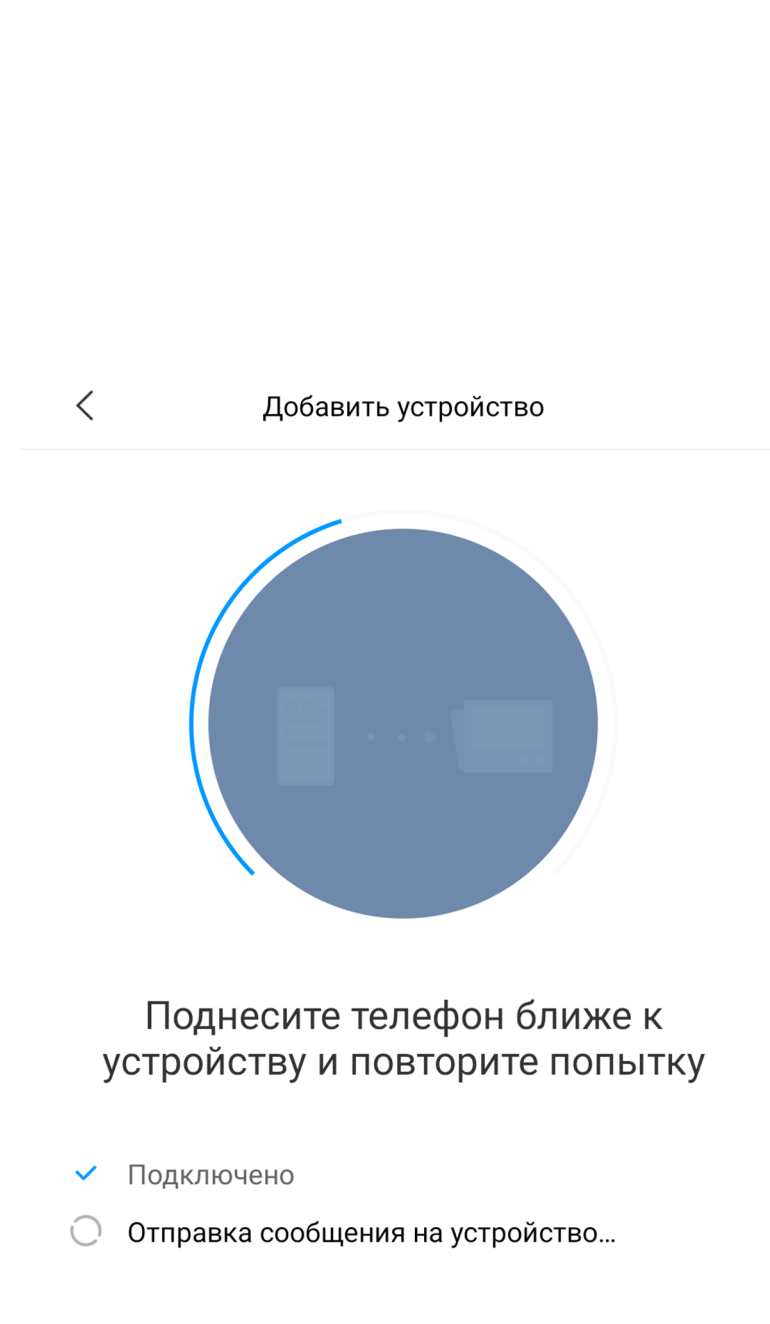 Добавить устройство
Поднесите телефон ближе к
устройству и повторите попытку
Подключено
Отправка сообщения на устройство...